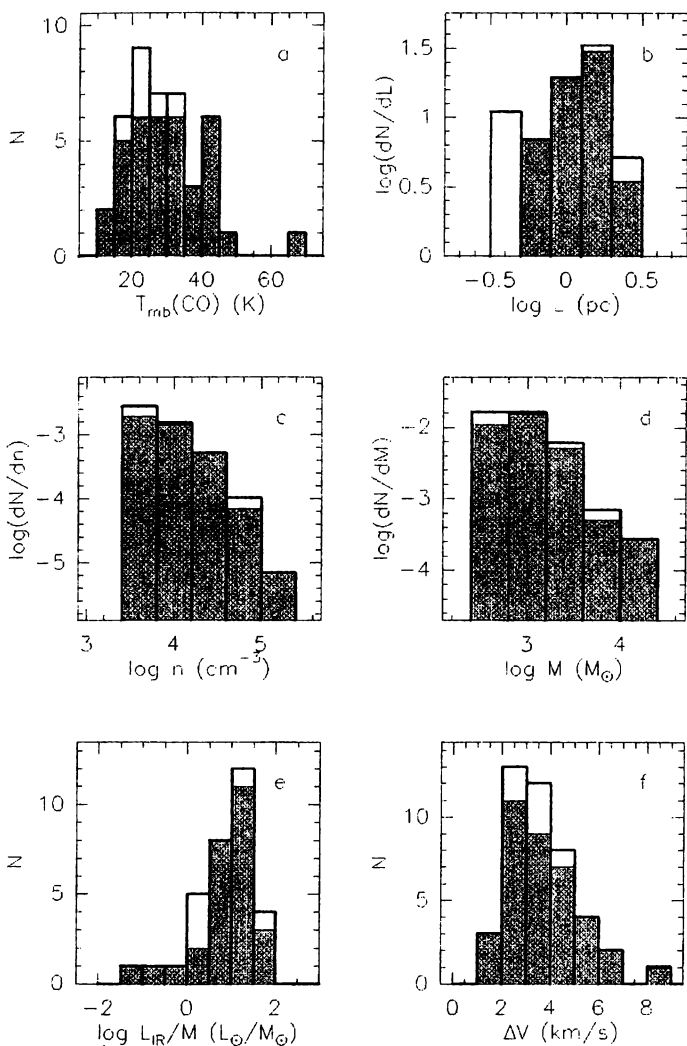 10
5
0
N
a
20 40 60
T_mb(CO) (K)
1.5
1
0.5
0
log(dN/dL)
b
−0.5 0 0.5
log _ (pc)
−3
−4
−5
log(dN/dn)
c
3 4 5
log n (cm⁻³)
−2
−3
−4
log(dN/dM)
d
3 4
log M (M⊙)
10
5
0
N
e
−2 0 2
log L_IR/M (L⊙/M⊙)
10
5
0
N
f
0 2 4 6 8
ΔV (km/s)